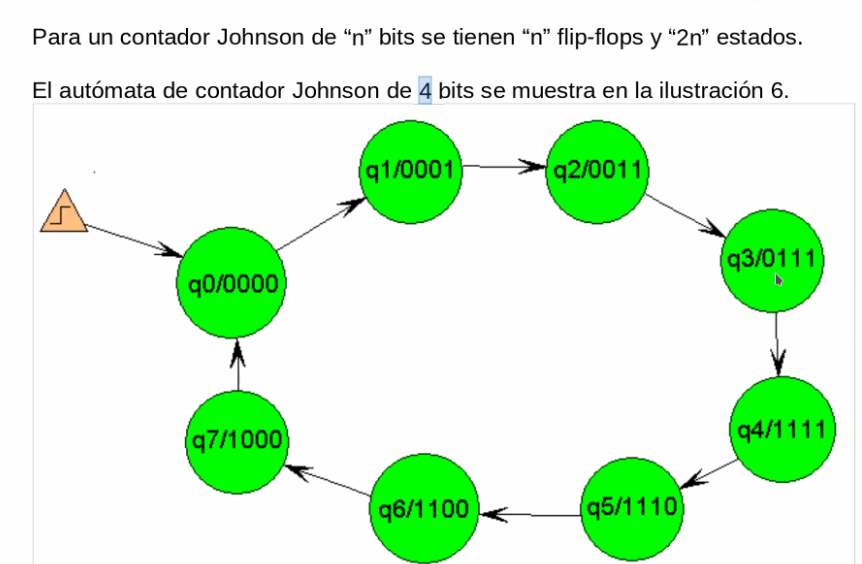 Para un contador Johnson de “n” bits se tienen “n” flip-flops y “2n” estados.
El autómata de contador Johnson de 4 bits se muestra en la ilustración 6.
q1/0001
q2/0011
q3/0111
q0/0000
q4/1111
q7/1000
q6/1100
q5/1110